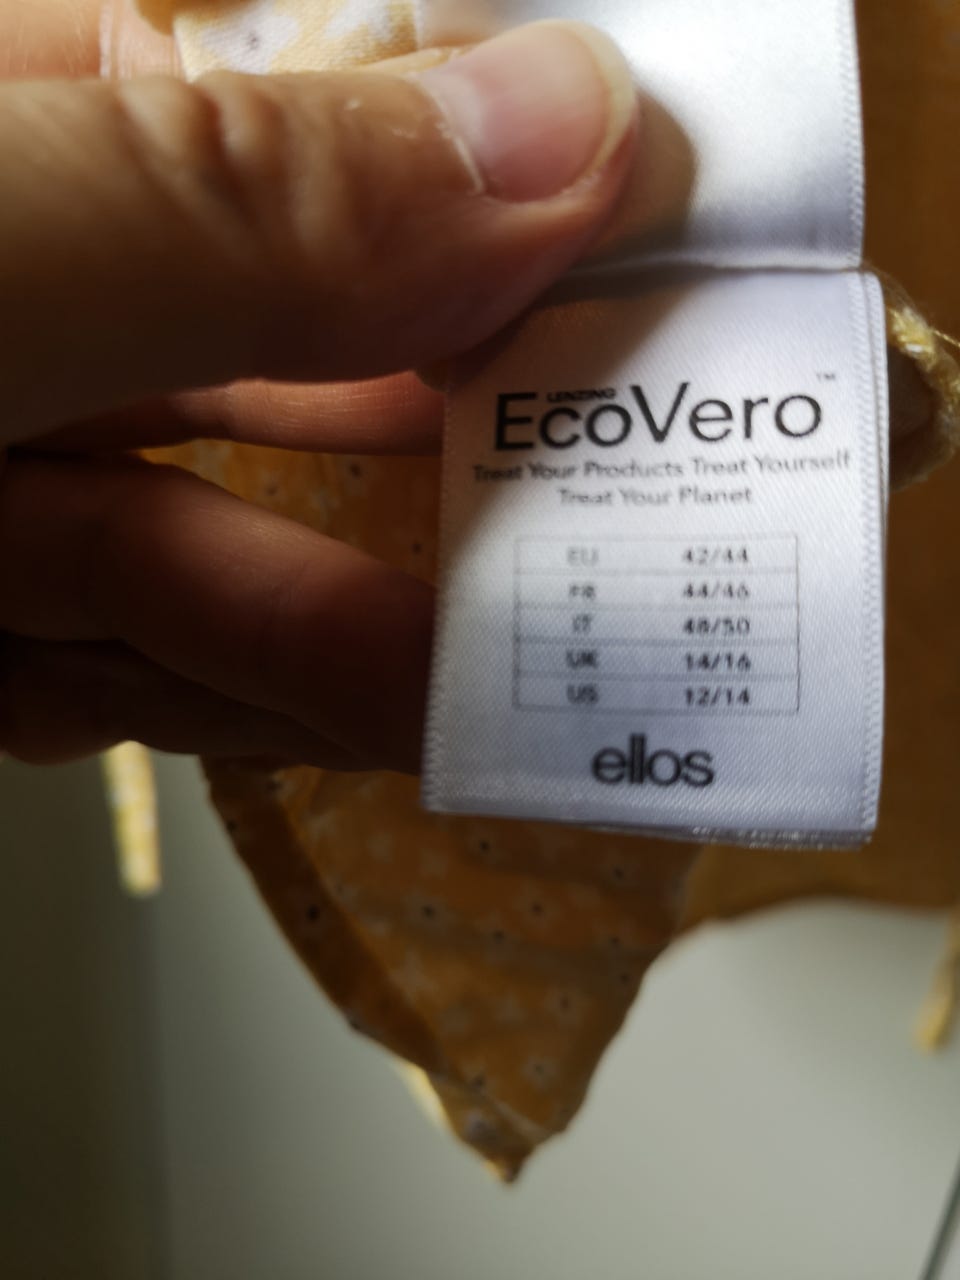 LENZING
EcoVero™
Treat Your Products Treat Yourself
Treat Your Planet
EU 42/44
FR 44/46
IT 48/50
UK 14/16
US 12/14
ellos